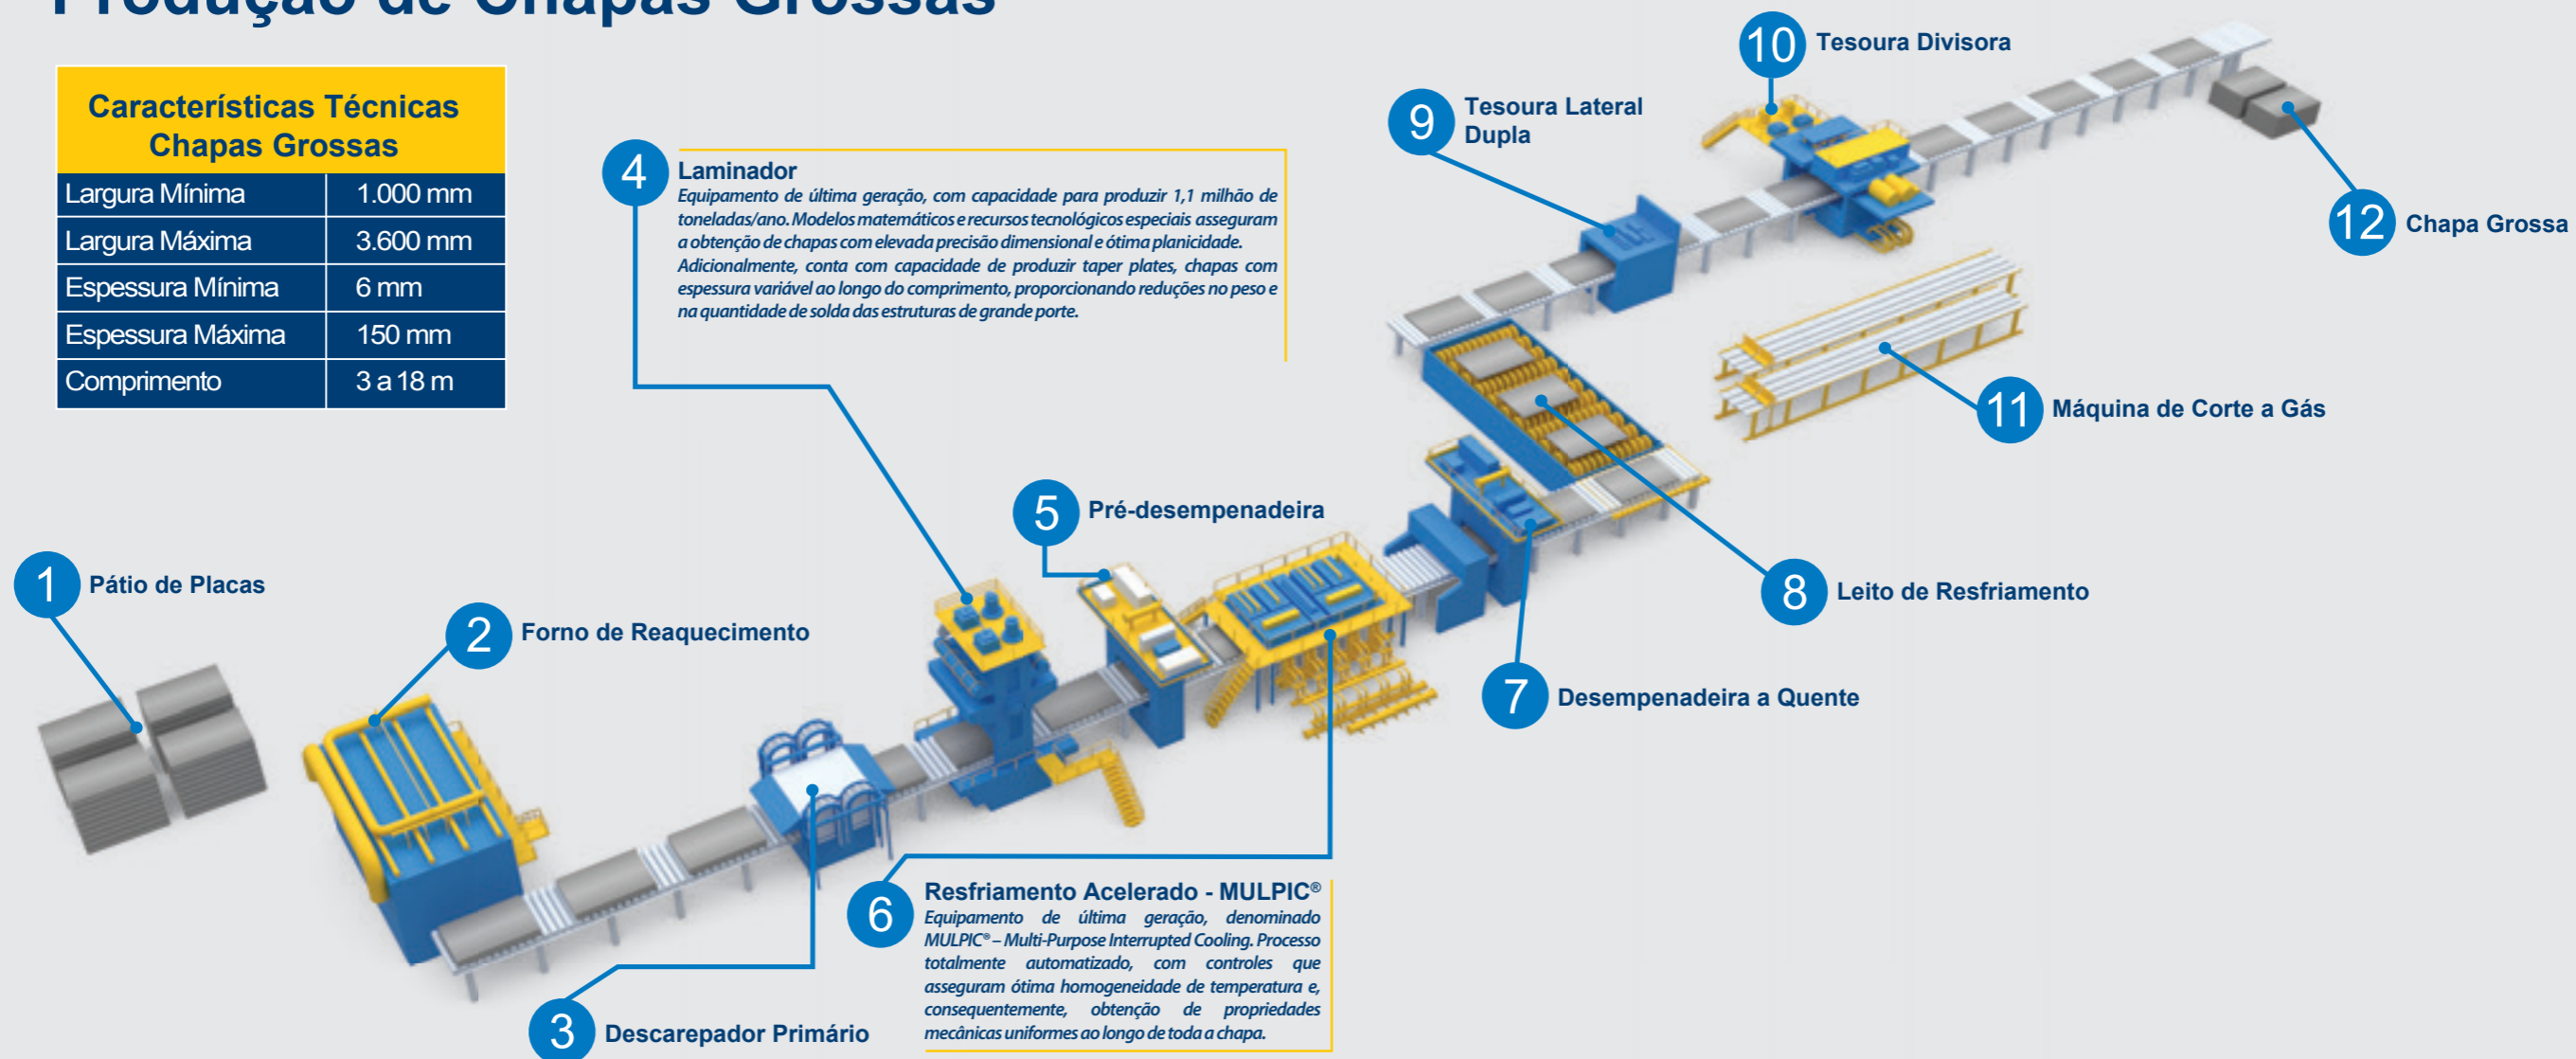 Produção de Chapas Grossas
Características Técnicas
Chapas Grossas
Largura Mínima 1.000 mm
Largura Máxima 3.600 mm
Espessura Mínima 6 mm
Espessura Máxima 150 mm
Comprimento 3 a 18 m
1 Pátio de Placas
2 Forno de Reaquecimento
3 Descarepador Primário
4 Laminador
Equipamento de última geração, com capacidade para produzir 1,1 milhão de
toneladas/ano. Modelos matemáticos e recursos tecnológicos especiais asseguram
a obtenção de chapas com elevada precisão dimensional e ótima planicidade.
Adicionalmente, conta com capacidade de produzir taper plates, chapas com
espessura variável ao longo do comprimento, proporcionando reduções no peso e
na quantidade de solda das estruturas de grande porte.
5 Pré-desempenadeira
6 Resfriamento Acelerado - MULPIC®
Equipamento de última geração, denominado
MULPIC® – Multi-Purpose Interrupted Cooling. Processo
totalmente automatizado, com controles que
asseguram ótima homogeneidade de temperatura e,
consequentemente, obtenção de propriedades
mecânicas uniformes ao longo de toda a chapa.
7 Desempenadeira a Quente
8 Leito de Resfriamento
9 Tesoura Lateral
Dupla
10 Tesoura Divisora
11 Máquina de Corte a Gás
12 Chapa Grossa